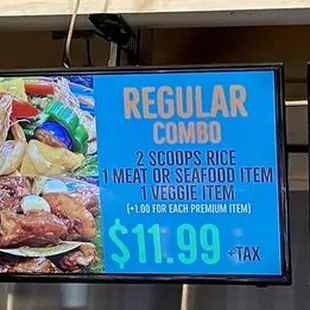 REGULAR
COMBO
2 SCOOPS RICE
1 MEAT OR SEAFOOD ITEM
1 VEGGIE ITEM
(+1.00 FOR EACH PREMIUM ITEM)
$11.99 +TAX